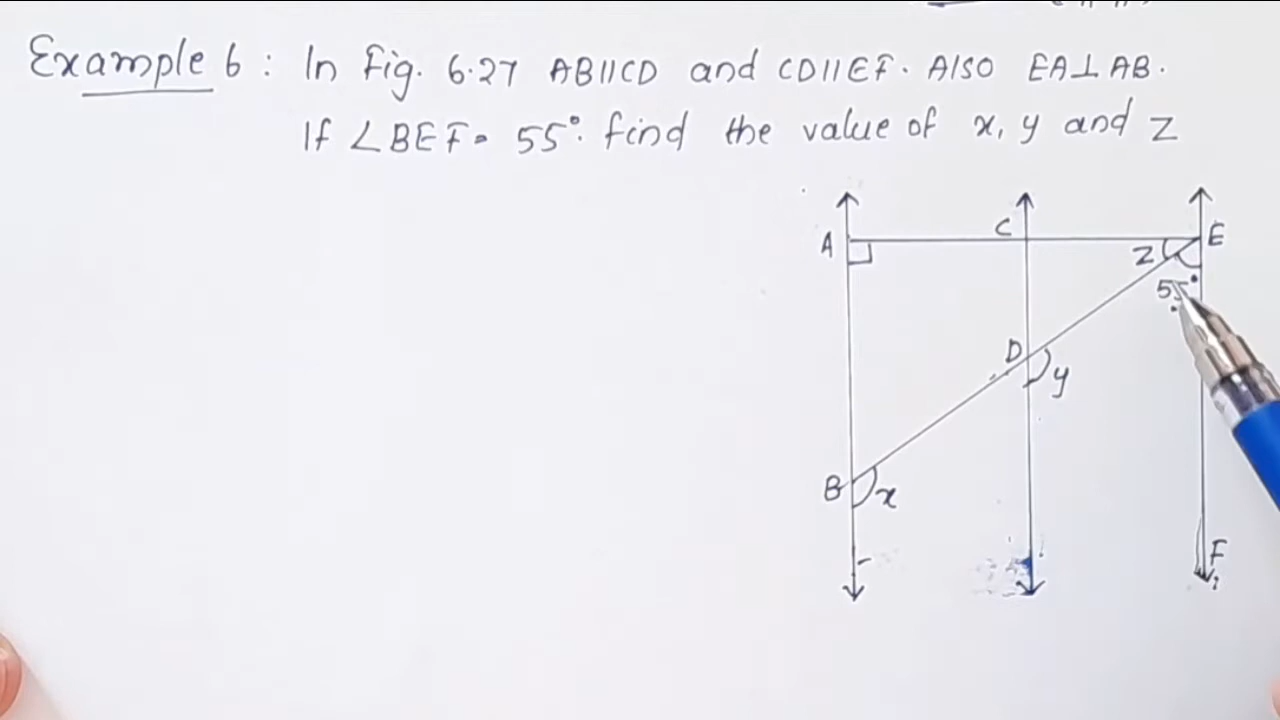 Example 6 : In Fig. 6.27 AB||CD and CD||EF. Also EA⊥AB.
If ∠BEF = 55°. find the value of x, y and z
A
C
E
z
55°
D
y
B
x
F